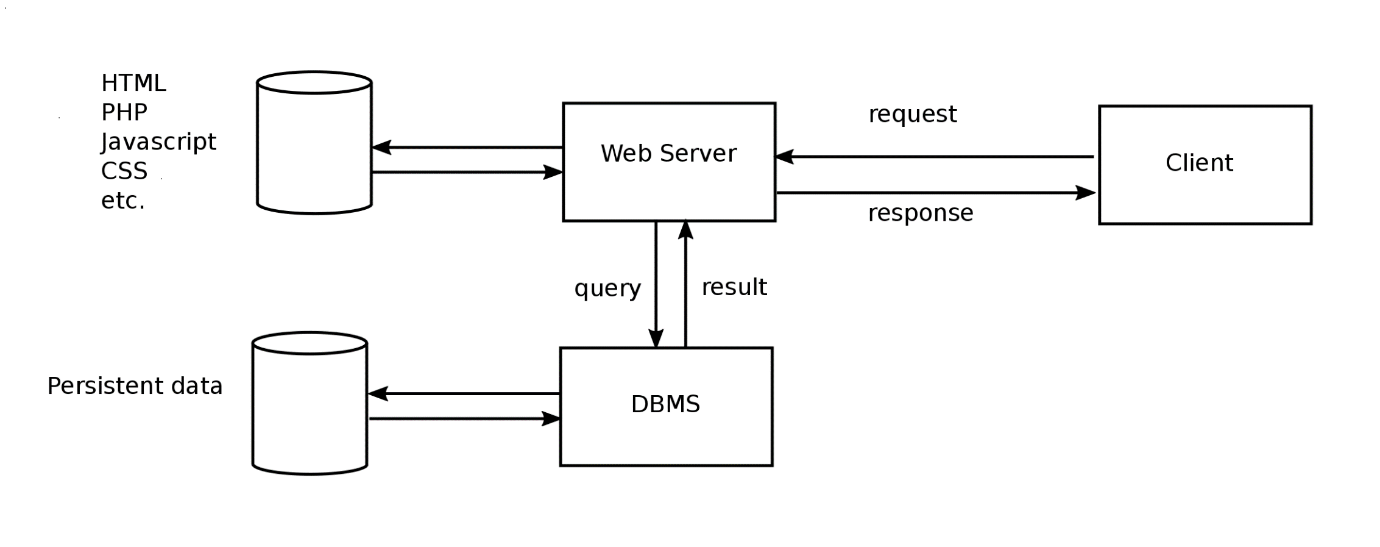 HTML
PHP
Javascript
CSS
etc.
Web Server
request
response
Client
query
result
Persistent data
DBMS